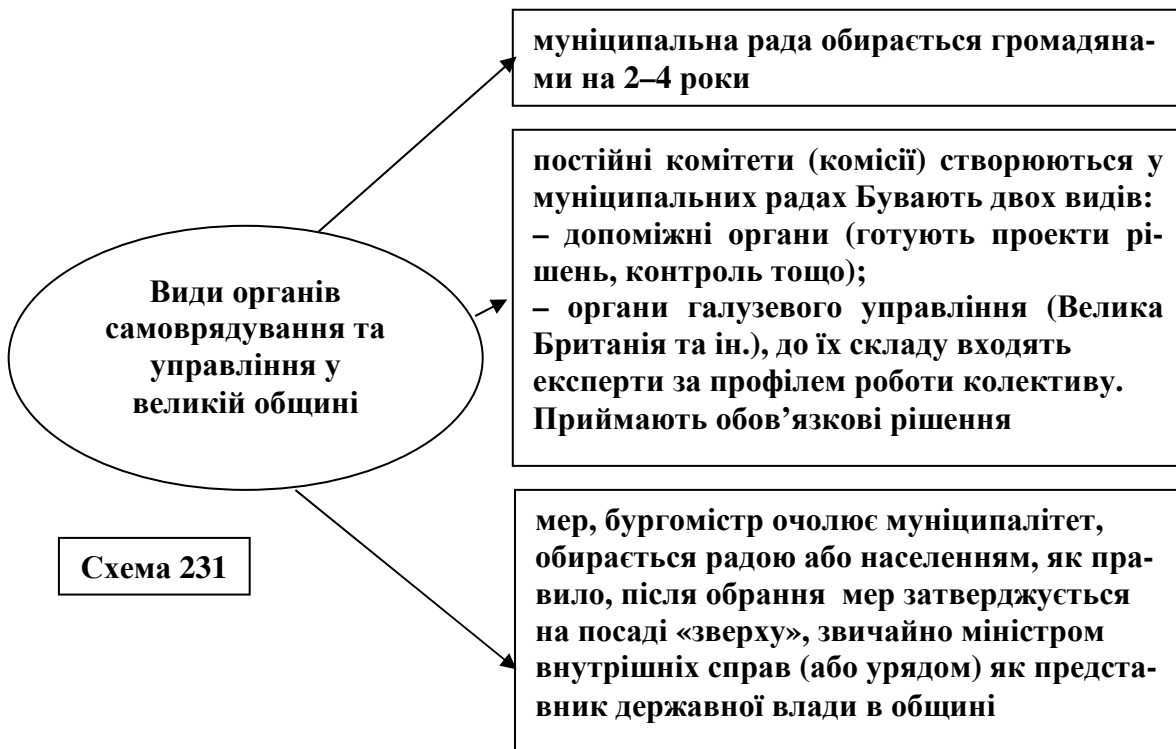 муніципальна рада обирається громадяна-
ми на 2–4 роки
постійні комітети (комісії) створюються у
муніципальних радах Бувають двох видів:
– допоміжні органи (готують проекти рі-
шень, контроль тощо);
– органи галузевого управління (Велика
Британія та ін.), до їх складу входять
експерти за профілем роботи колективу.
Приймають обов’язкові рішення
Види органів
самоврядування та
управління у
великій общині
мер, бургомістр очолює муніципалітет,
обирається радою або населенням, як пра-
вило, після обрання мер затверджується
на посаді «зверху», звичайно міністром
внутрішніх справ (або урядом) як предста-
вник державної влади в общині
Схема 231